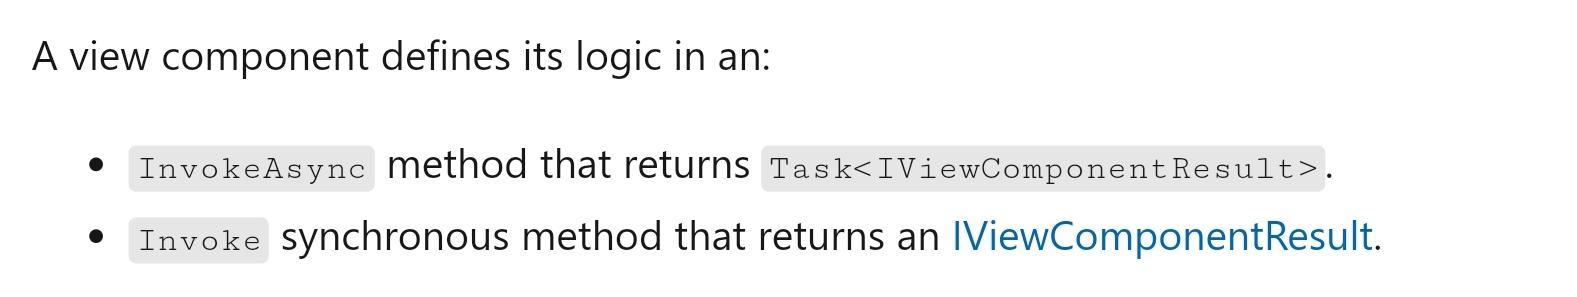 A view component defines its logic in an:
• InvokeAsync method that returns Task<IViewComponentResult>.
• Invoke synchronous method that returns an IViewComponentResult.